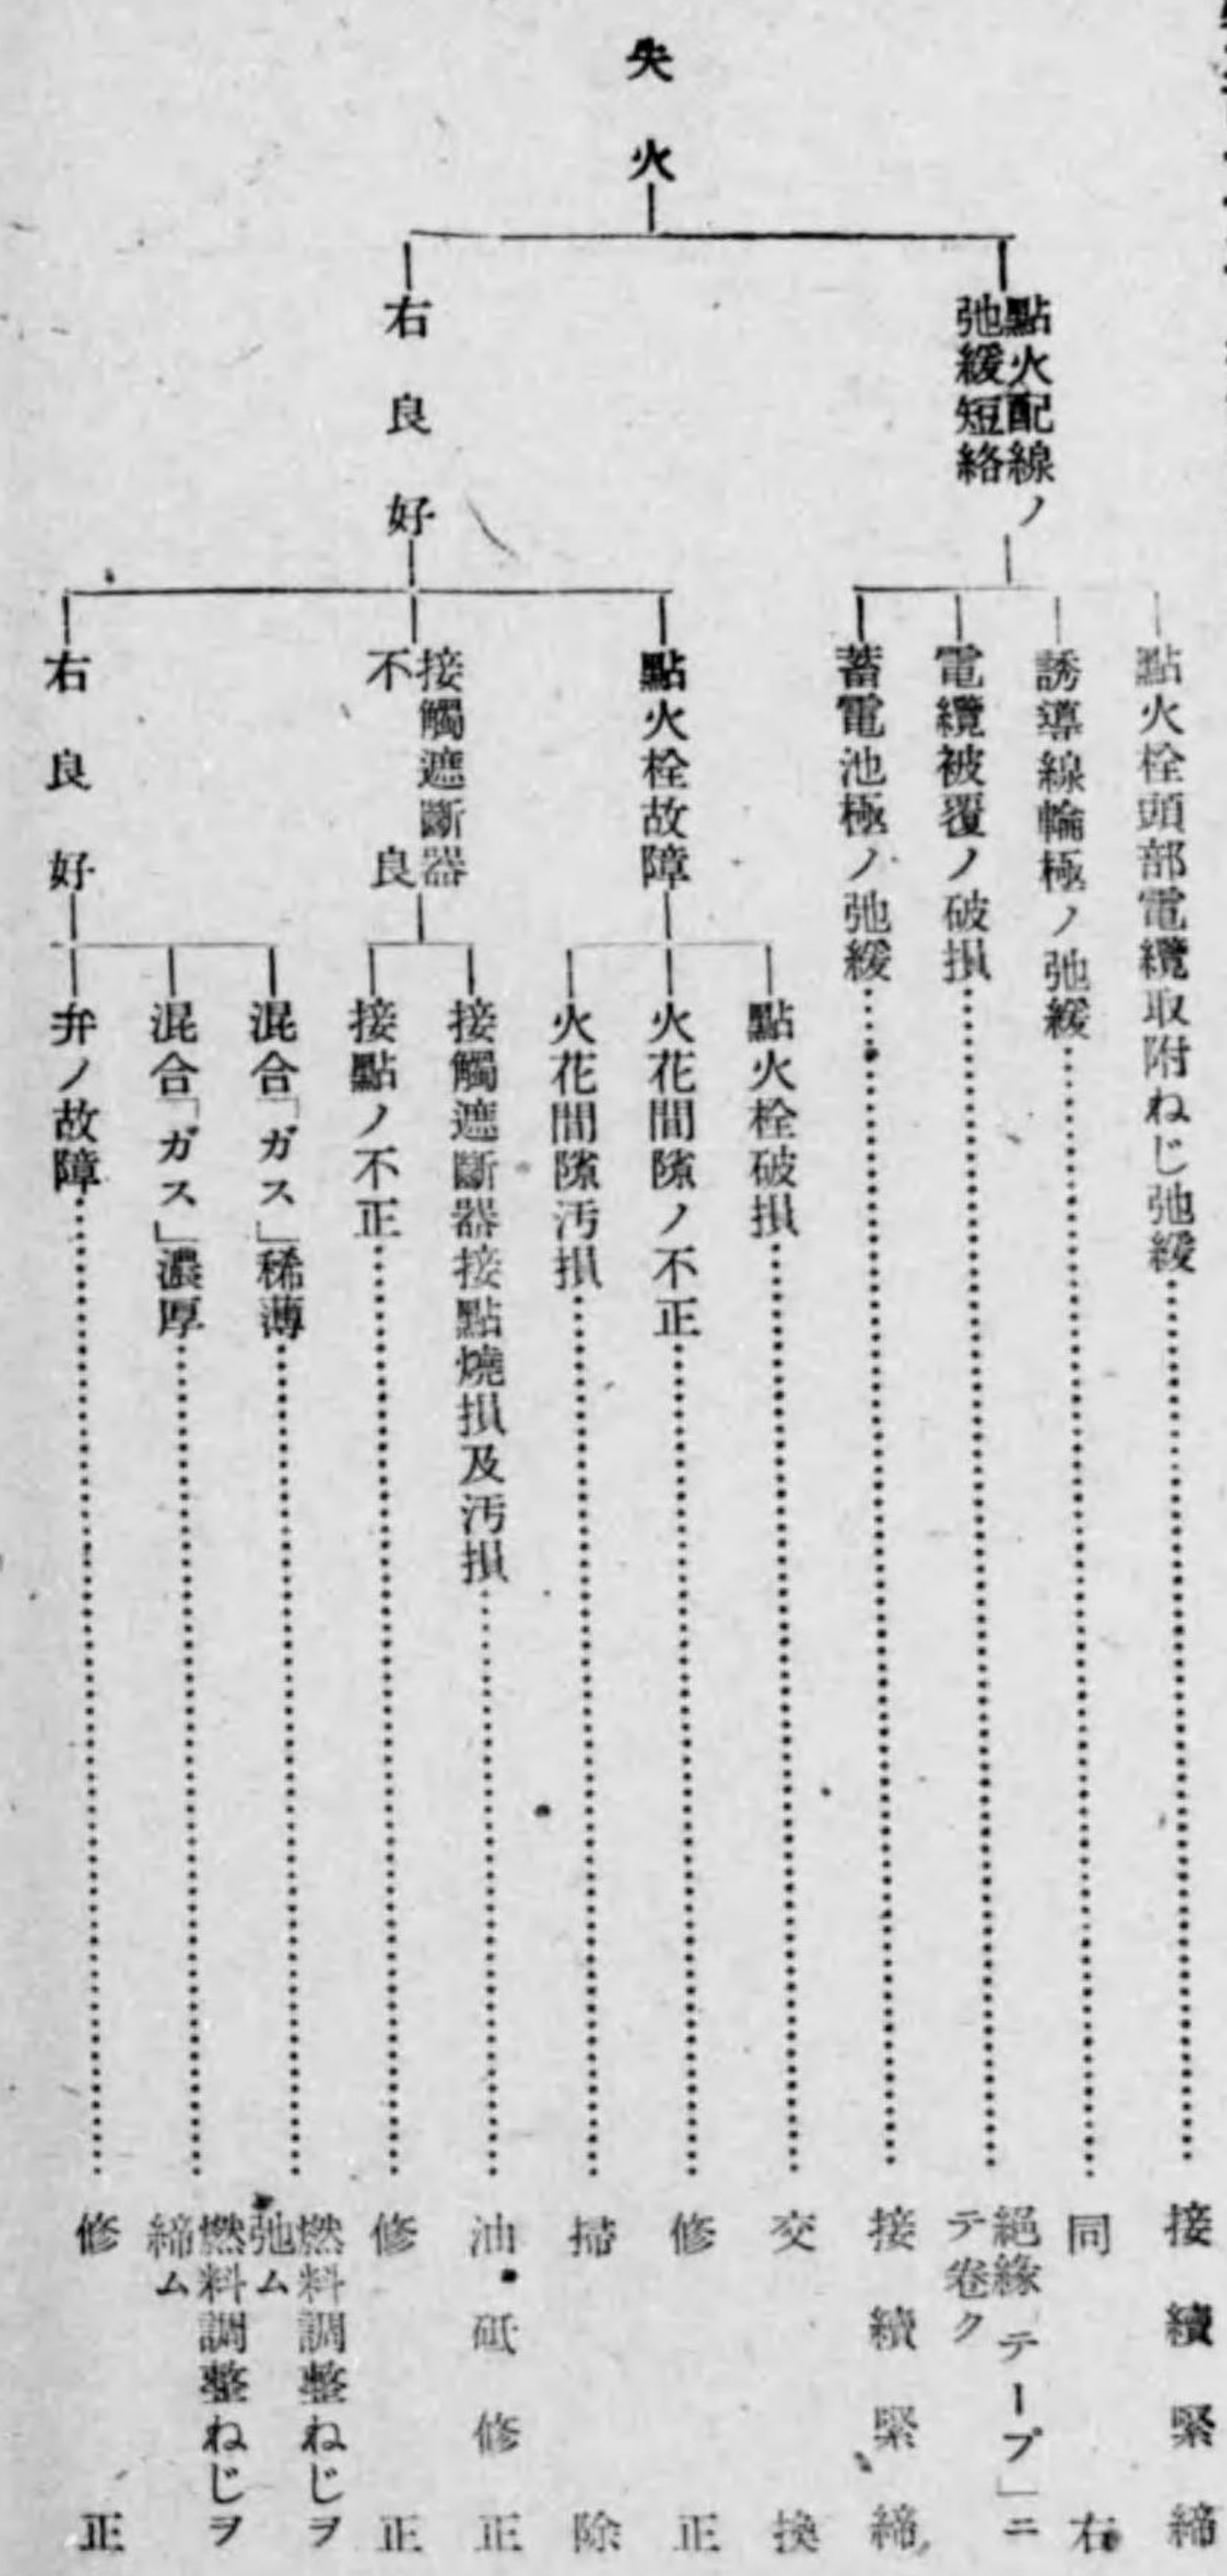 失火
點火配線ノ
弛緩短絡
點火栓頭部電纜取附ねじ弛緩……接續緊締
誘導線輪極ノ弛緩……同右
電纜被覆ノ破損……絕緣「テープ」ニ
テ卷ク
蓄電池極ノ弛緩……接續緊締
右良好
點火栓故障
點火栓破損……交換
火花間隙ノ不正……修正
火花間隙汚損……掃除
接觸遮斷器
不良
接觸遮斷器接點燒損及汚損……油砥修正
接點ノ不正……修正
右良好
混合「ガス」稀薄……燃料調整ねじヲ
弛ム
混合「ガス」濃厚……燃料調整ねじヲ
締ム
弁ノ故障……修正